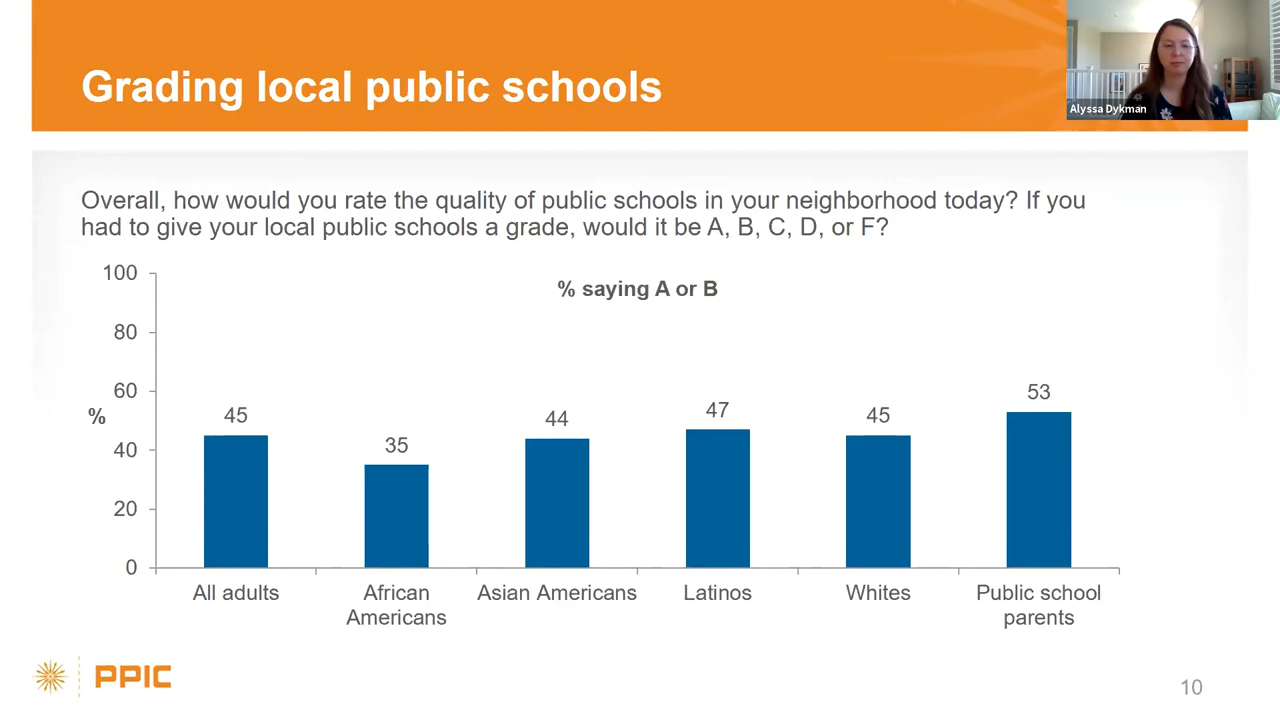 Grading local public schools
Alyssa Dykman
Overall, how would you rate the quality of public schools in your neighborhood today? If you
had to give your local public schools a grade, would it be A, B, C, D, or F?
% saying A or B
100
80
60
40
20
0
%
45
35
44
47
45
53
All adults
African
Americans
Asian Americans
Latinos
Whites
Public school
parents
PPIC
10